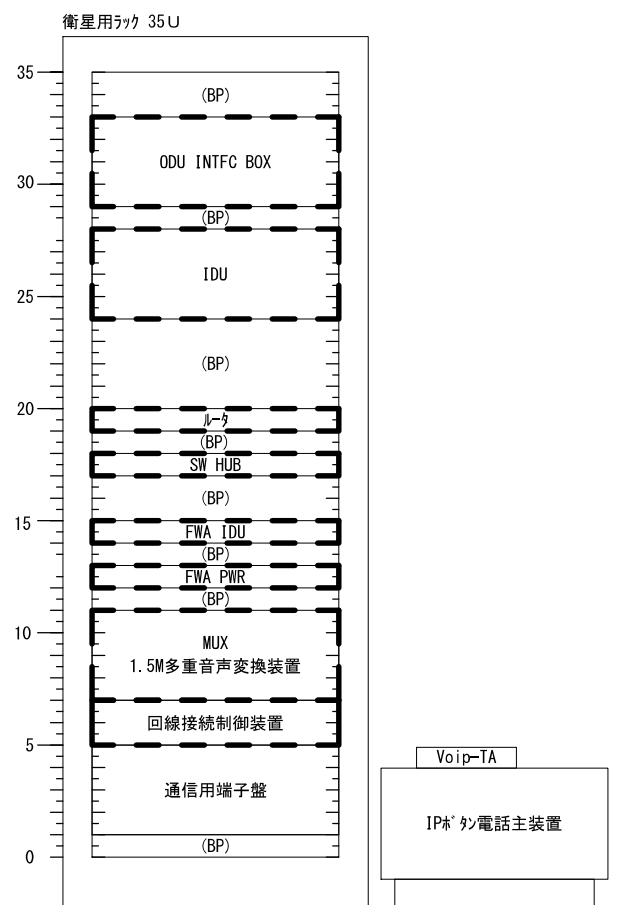 衛星用ﾗｯｸ 35U
35
(BP)
ODU INTFC BOX
30
(BP)
IDU
25
(BP)
20
ﾙｰﾀ
(BP)
SW HUB
(BP)
15
FWA IDU
(BP)
FWA PWR
(BP)
10
MUX
1.5M多重音声変換装置
回線接続制御装置
5
Voip-TA
通信用端子盤
IPﾎﾞﾀﾝ電話主装置
(BP)
0